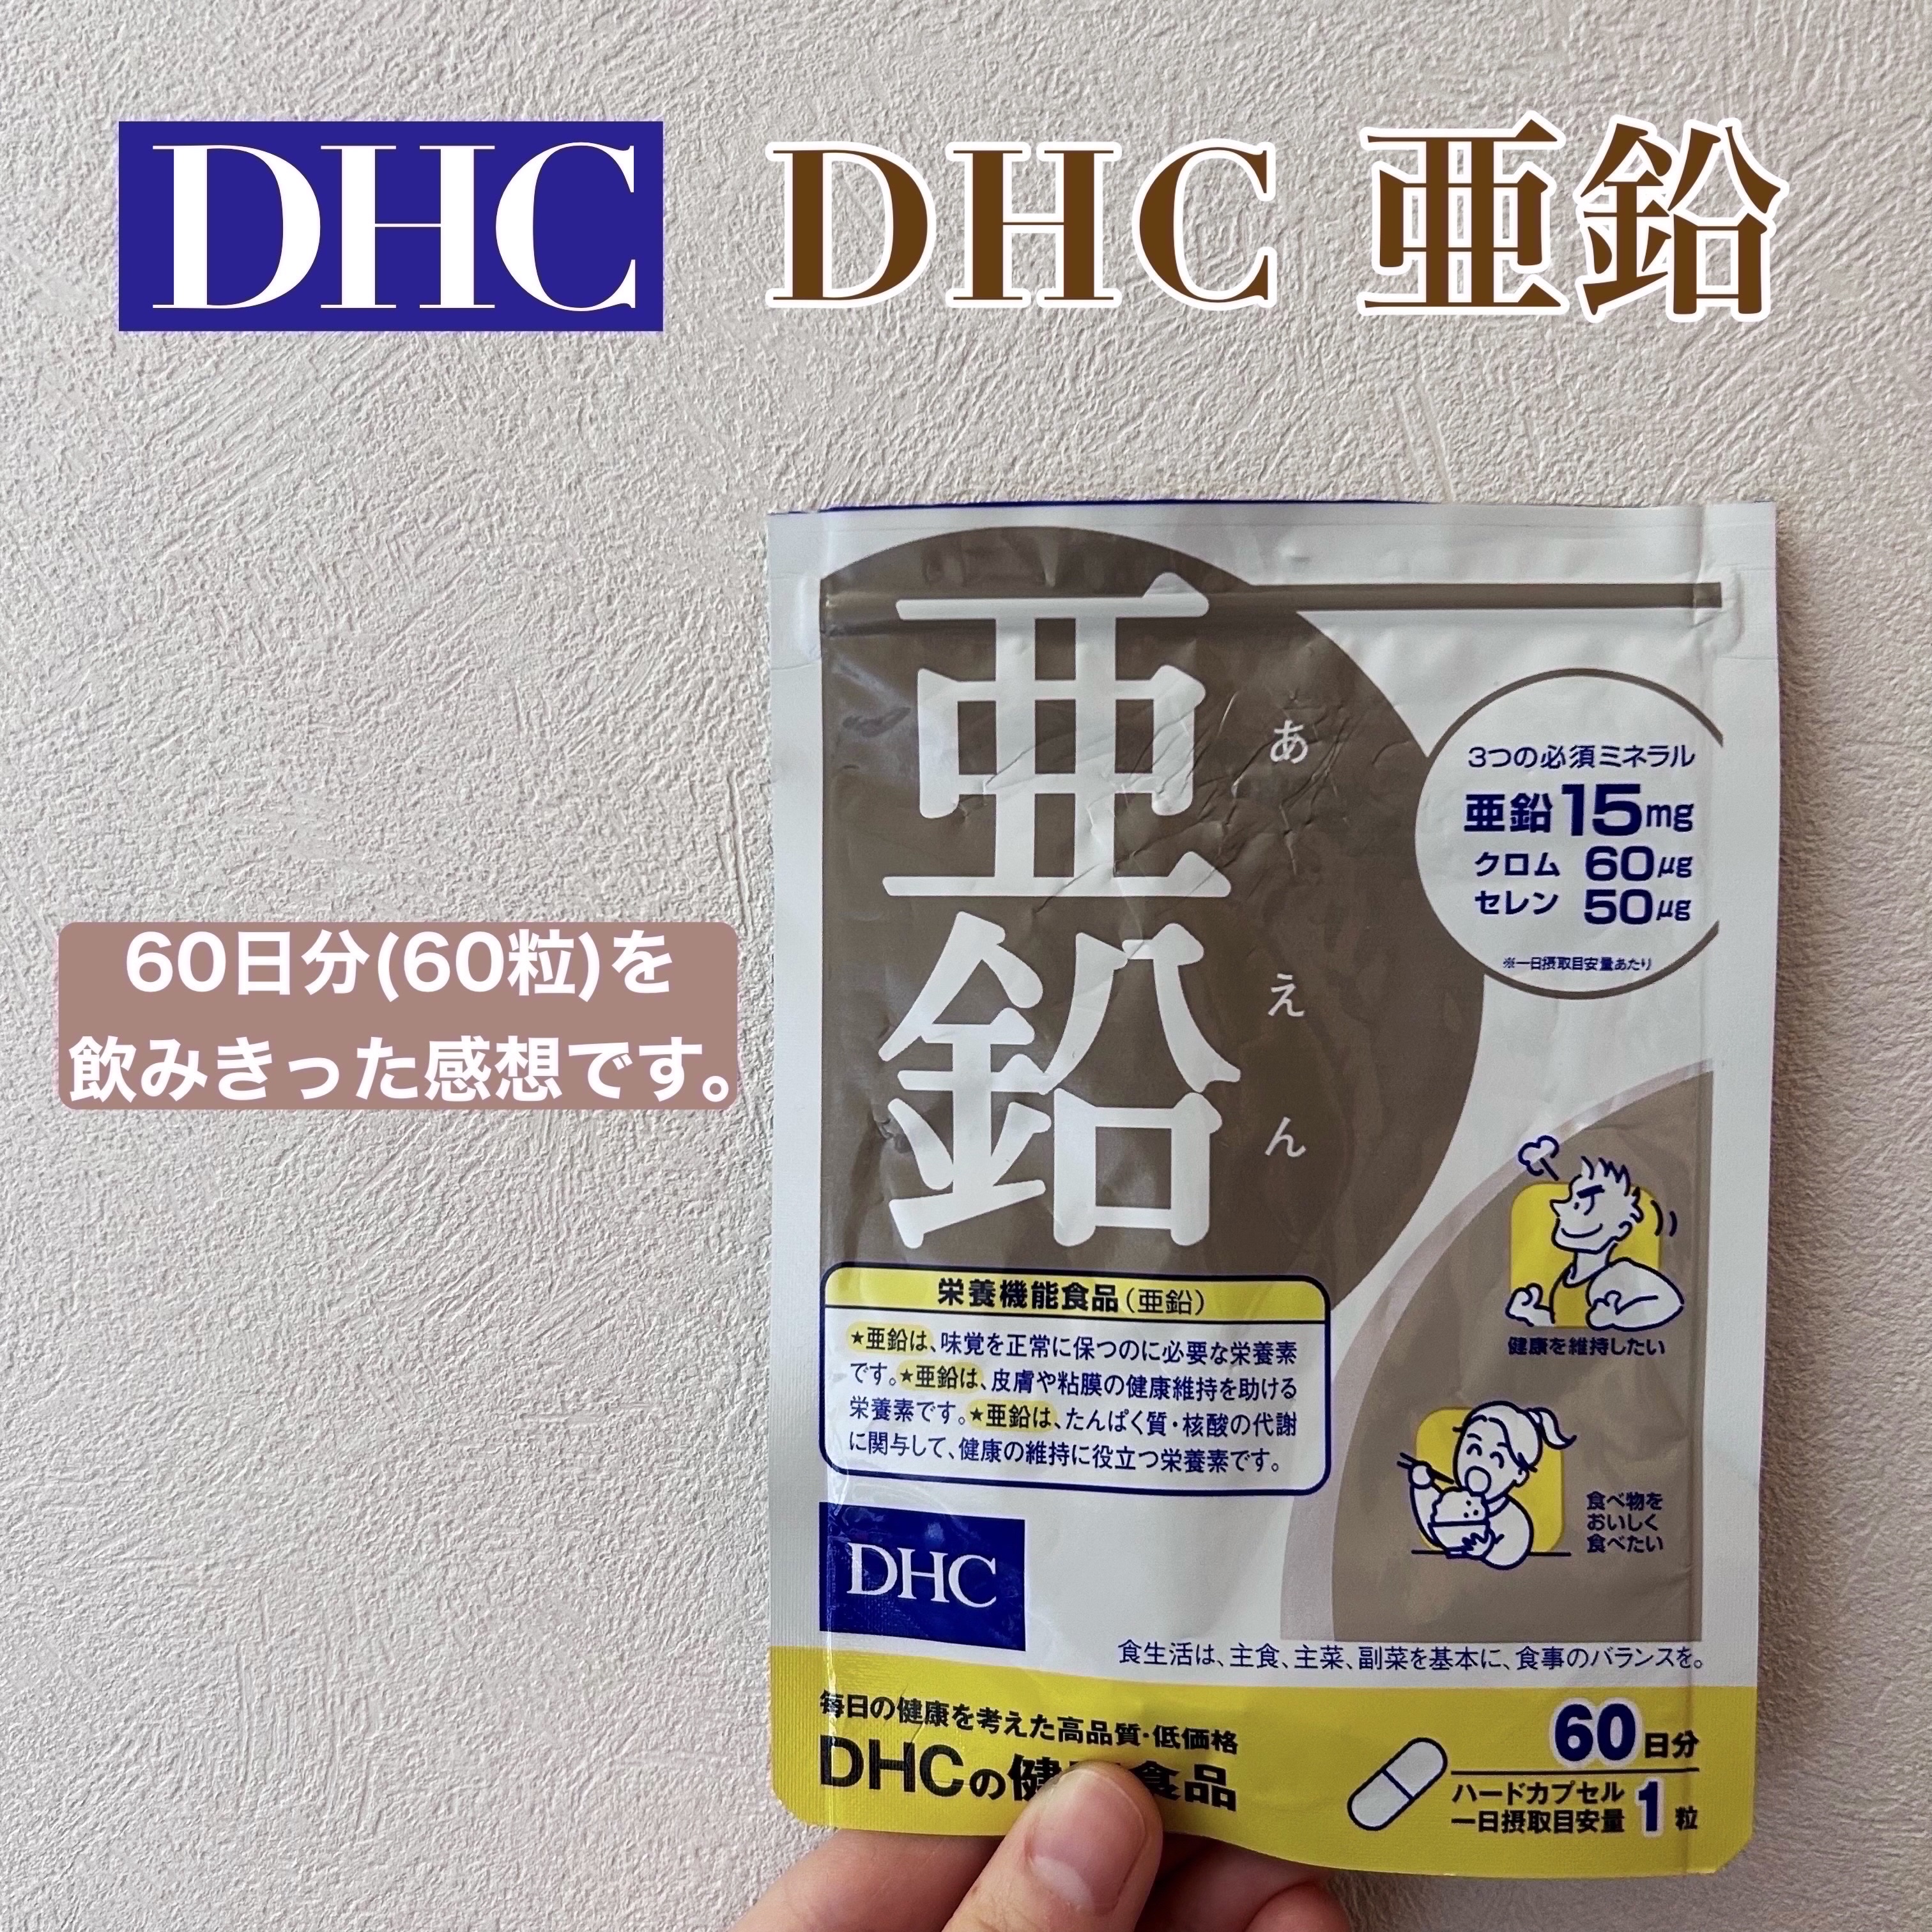 DHC DHC 亜鉛
60日分(60粒)を
飲みきった感想です。
亜鉛
あえん
3つの必須ミネラル
亜鉛15mg
クロム 60μg
セレン 50μg
※一日摂取目安量あたり
栄養機能食品(亜鉛)
★亜鉛は、味覚を正常に保つのに必要な栄養素
です。★亜鉛は、皮膚や粘膜の健康維持を助ける
栄養素です。★亜鉛は、たんぱく質・核酸の代謝
に関与して、健康の維持に役立つ栄養素です。
健康を維持したい
食べ物を
おいしく
食べたい
DHC
食生活は、主食、主菜、副菜を基本に、食事のバランスを。
毎日の健康を考えた高品質・低価格
DHCの健 食品
60日分
ハードカプセル
一日摂取目安量 1粒